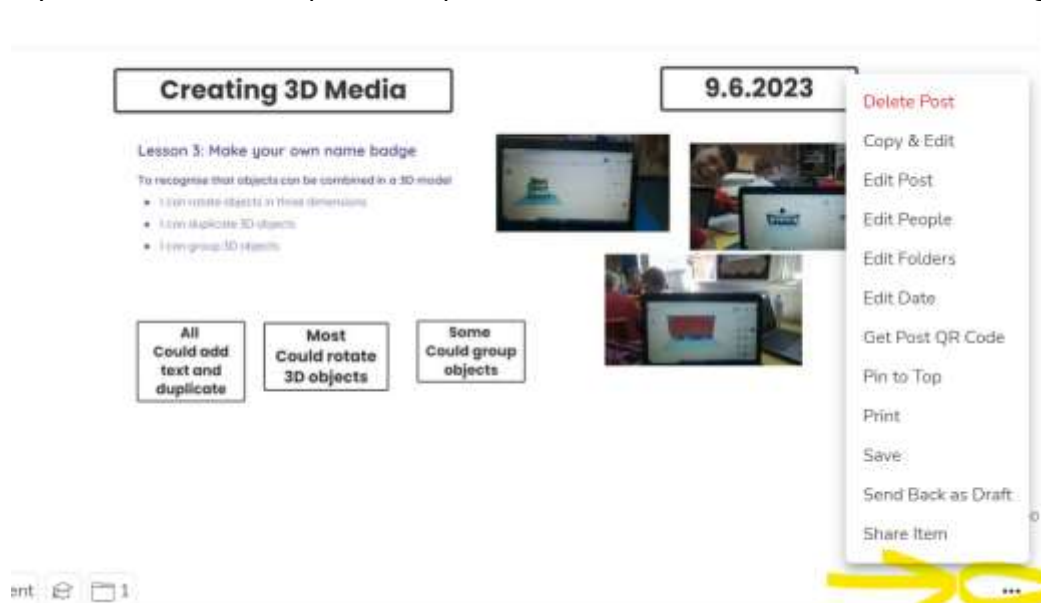 Creating 3D Media
9.6.2023
Lesson 3: Make your own name badge
To recognise that objects can be combined in a 3D model
I can rotate objects in three dimensions
I can duplicate 3D objects
I can group 3D objects
All
Could add
text and
duplicate
Most
Could rotate
3D objects
Some
Could group
objects
Delete Post
Copy & Edit
Edit Post
Edit People
Edit Folders
Edit Date
Get Post QR Code
Pin to Top
Print
Save
Send Back as Draft
Share Item
ent
1